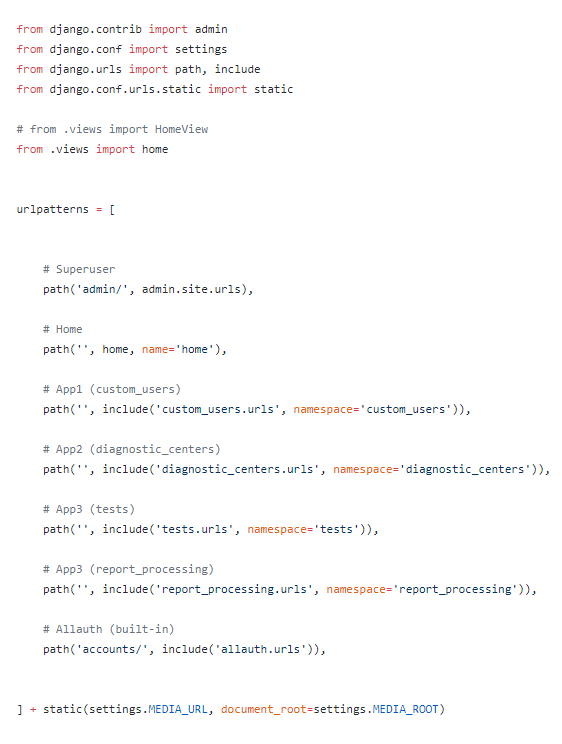 from django.contrib import admin
from django.conf import settings
from django.urls import path, include
from django.conf.urls.static import static
# from .views import HomeView
from .views import home
urlpatterns = [
# Superuser
path('admin/', admin.site.urls),
# Home
path('', home, name='home'),
# App1 (custom_users)
path('', include('custom_users.urls', namespace='custom_users')),
# App2 (diagnostic_centers)
path('', include('diagnostic_centers.urls', namespace='diagnostic_centers')),
# App3 (tests)
path('', include('tests.urls', namespace='tests')),
# App3 (report_processing)
path('', include('report_processing.urls', namespace='report_processing')),
# Allauth (built-in)
path('accounts/', include('allauth.urls')),
] + static(settings.MEDIA_URL, document_root=settings.MEDIA_ROOT)